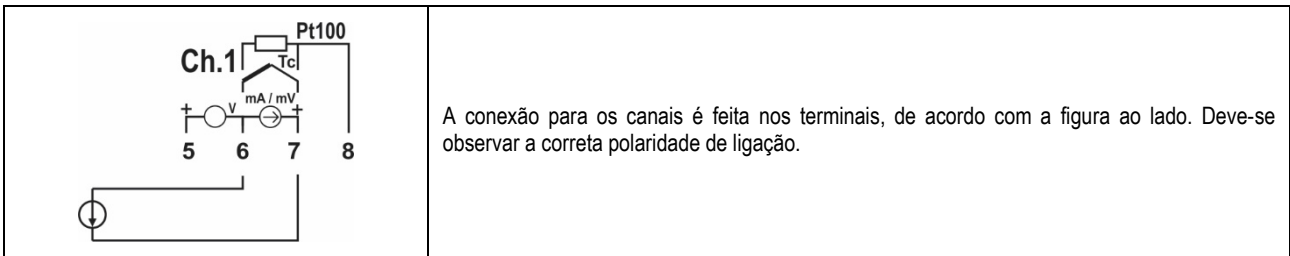 Pt100
Ch.1
Tc
mA / mV
+ V +
5 6 7 8
A conexão para os canais é feita nos terminais, de acordo com a figura ao lado. Deve-se
observar a correta polaridade de ligação.